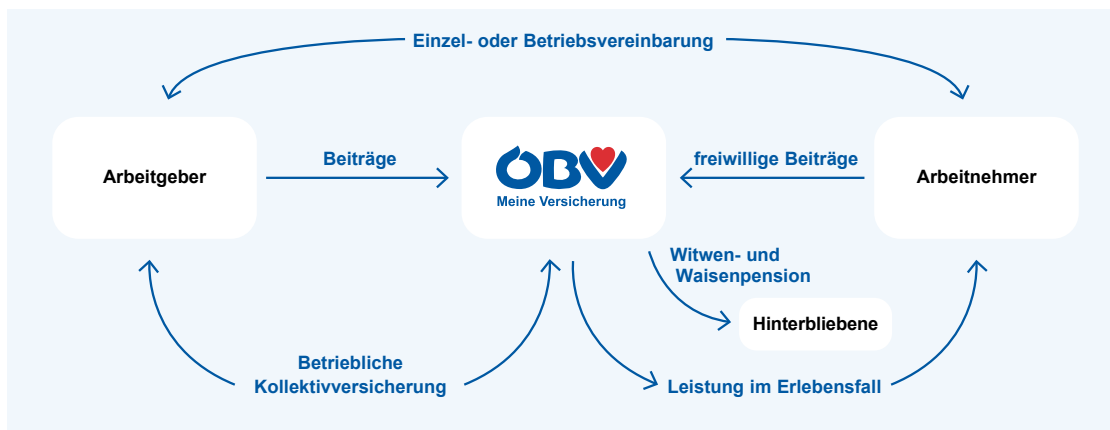 Einzel- oder Betriebsvereinbarung
Arbeitgeber
Beiträge
ÖBV
Meine Versicherung
freiwillige Beiträge
Arbeitnehmer
Witwen- und
Waisenpension
Hinterbliebene
Betriebliche
Kollektivversicherung
Leistung im Erlebensfall